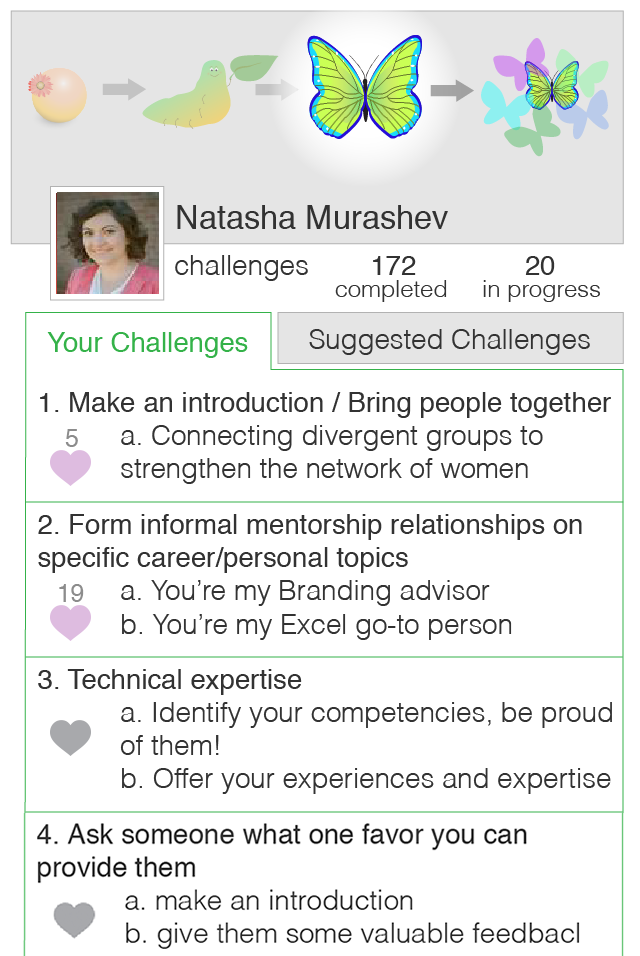 Natasha Murashev
challenges 172 20
completed in progress
Your Challenges Suggested Challenges
1. Make an introduction / Bring people together
5 a. Connecting divergent groups to
strengthen the network of women
2. Form informal mentorship relationships on
specific career/personal topics
19 a. You're my Branding advisor
b. You're my Excel go-to person
3. Technical expertise
a. Identify your competencies, be proud
of them!
b. Offer your experiences and expertise
4. Ask someone what one favor you can
provide them
a. make an introduction
b. give them some valuable feedbacl